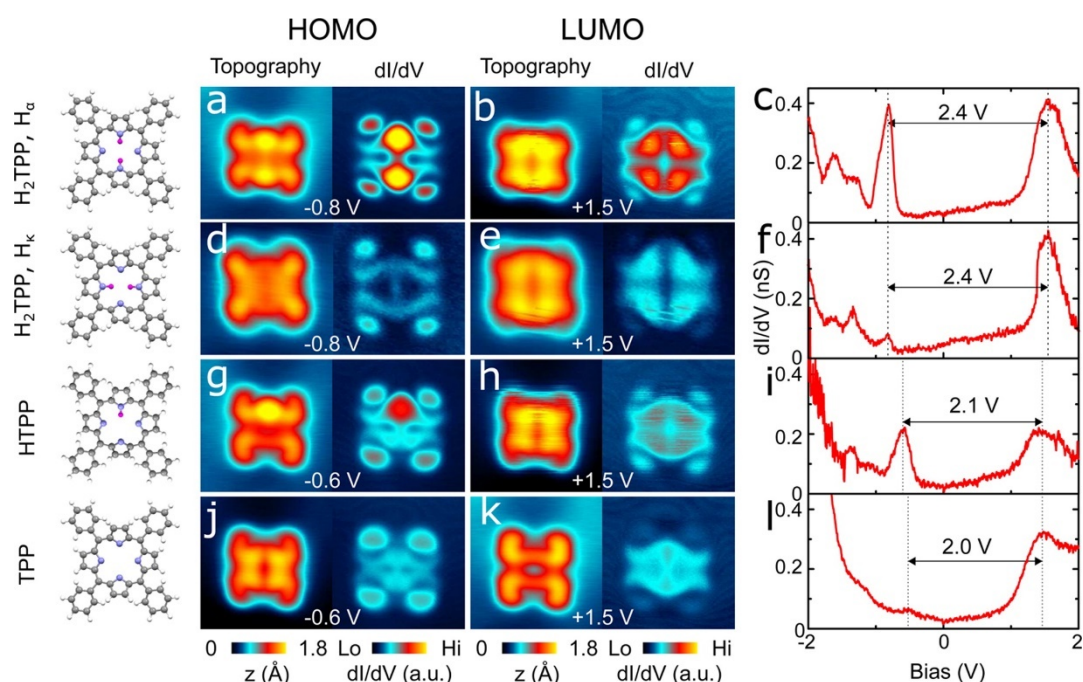 HOMO LUMO
Topography dI/dV Topography dI/dV
H₂TPP, Hα
a
-0.8 V
b
+1.5 V
c
0.4
0.2
0
2.4 V
H₂TPP, Hκ
d
-0.8 V
e
+1.5 V
f
0.4
0.2
0
2.4 V
dI/dV (nS)
HTPP
g
-0.6 V
h
+1.5 V
i
0.4
0.2
0
2.1 V
TPP
j
-0.6 V
k
+1.5 V
l
0.4
0.2
0
2.0 V
-2 0 2
Bias (V)
0 1.8 Lo Hi 0 1.8 Lo Hi
z (Å) dI/dV (a.u.) z (Å) dI/dV (a.u.)